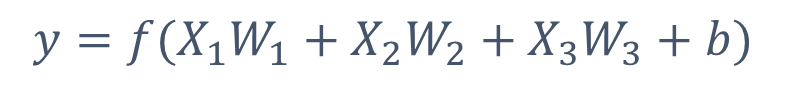 y = f(X₁W₁ + X₂W₂ + X₃W₃ + b)